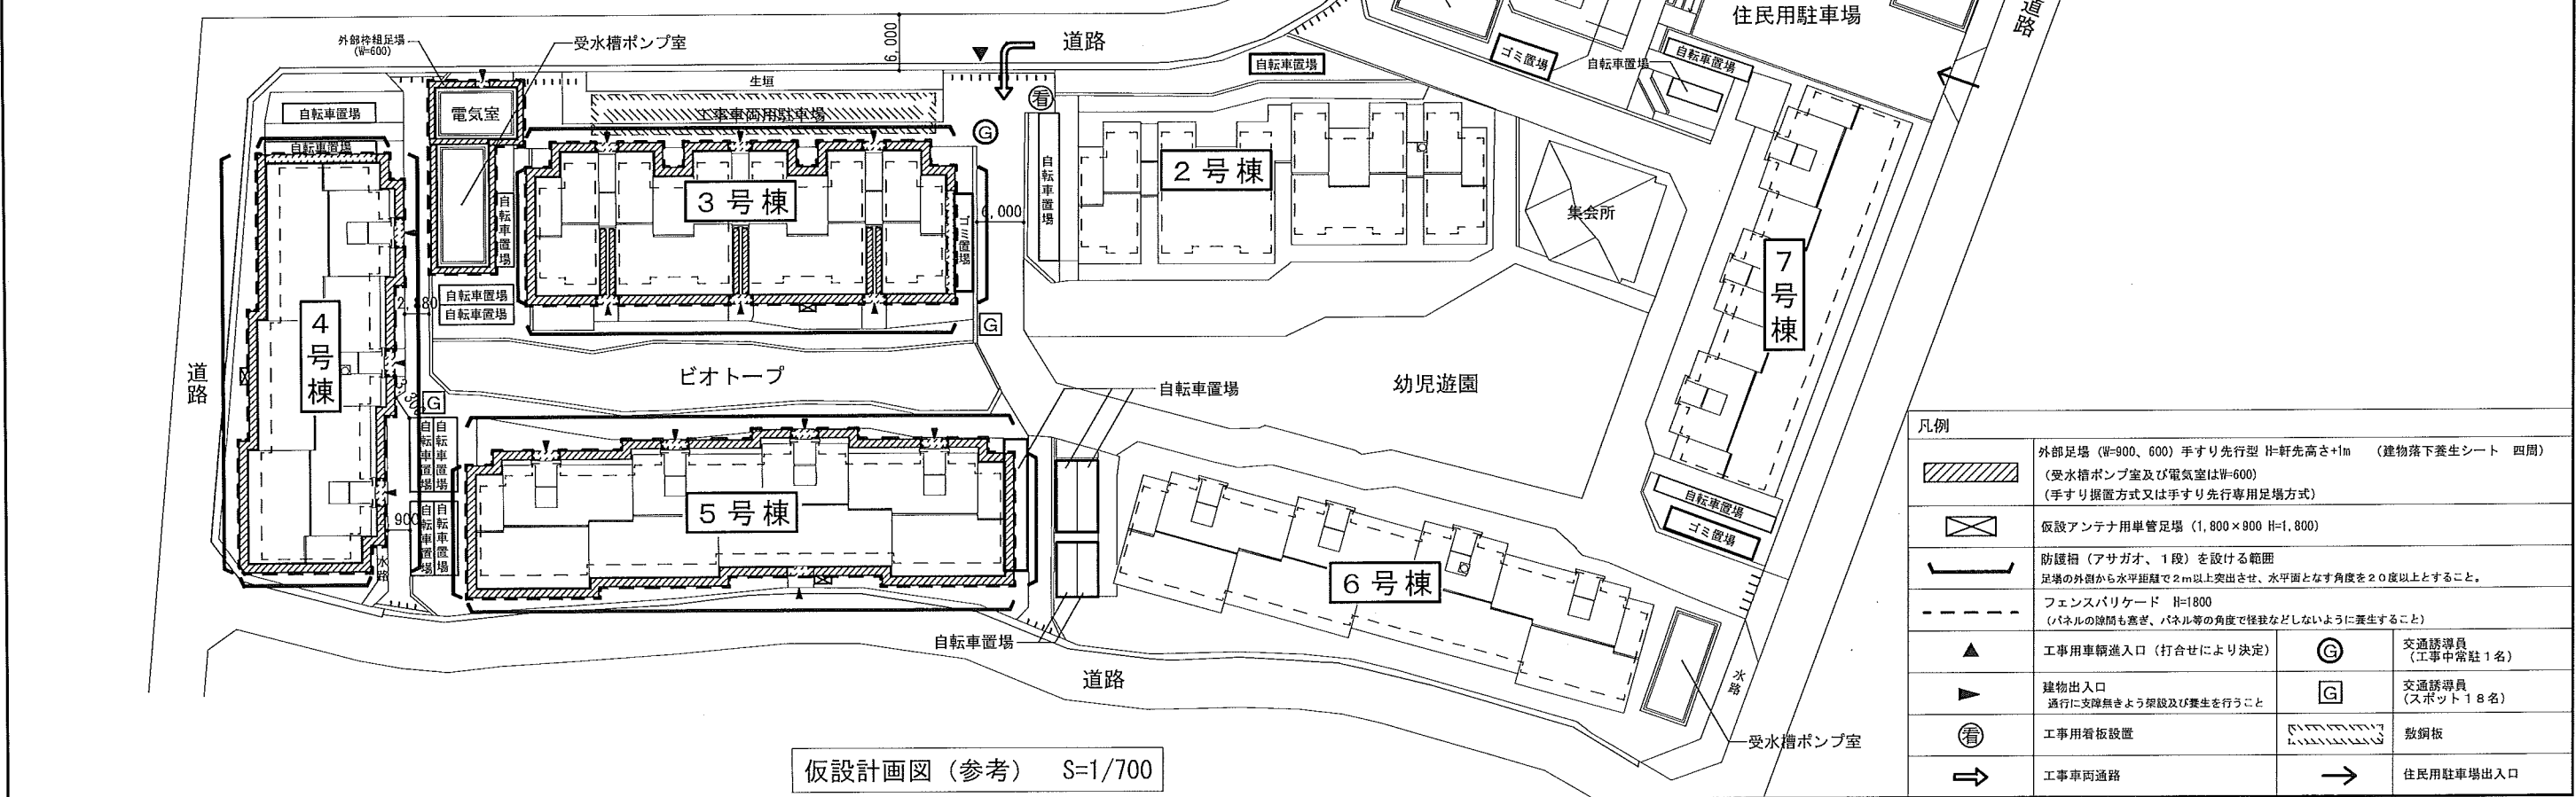 道路
住民用駐車場
外部枠組足場
(W=600)
受水槽ポンプ室
6,000
道路
ゴミ置場
自転車置場
自転車置場
自転車置場
生垣
看
自転車置場
電気室
工事車両用駐車場
G
自転車置場
自転車置場
自転車置場
3号棟
ゴミ置場
6,000
2号棟
集会所
7号棟
自転車置場
自転車置場
2,880
4号棟
G
道路
ビオトープ
自転車置場
幼児遊園
G
自転車置場
自転車置場
900
自転車置場
自転車置場
水路
5号棟
6号棟
自転車置場
ゴミ置場
自転車置場
道路
水路
受水槽ポンプ室
仮設計画図（参考） S=1/700
凡例
外部足場（W=900、600）手すり先行型 H=軒先高さ+1m （建物落下養生シート 四周）
（受水槽ポンプ室及び電気室はW=600）
（手すり据置方式又は手すり先行専用足場方式）
仮設アンテナ用単管足場（1,800×900 H=1,800）
防護柵（アサガオ、１段）を設ける範囲
足場の外側から水平距離で２m以上突出させ、水平面となす角度を２０度以上とすること。
フェンスバリケード H=1800
（パネルの隙間も塞ぎ、パネル等の角度で怪我などしないように養生すること）
工事用車輌進入口（打合せにより決定）
G
交通誘導員
（工事中常駐１名）
建物出入口
通行に支障無きよう架設及び養生を行うこと
G
交通誘導員
（スポット１８名）
看
工事用看板設置
敷鋼板
工事車両通路
住民用駐車場出入口